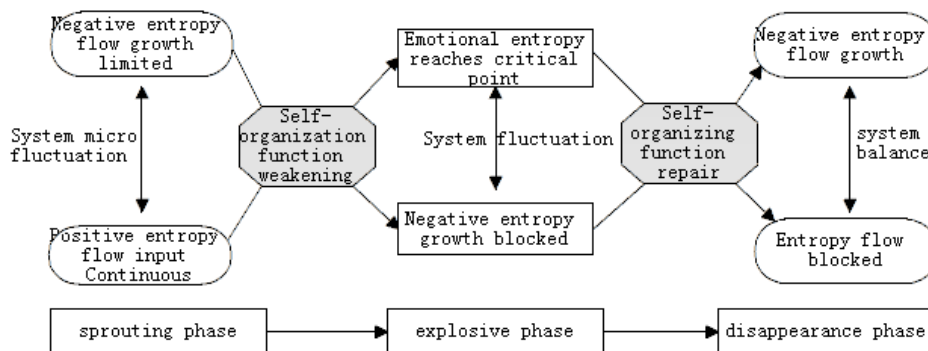 Negative entropy
flow growth
limited
System micro
fluctuation
Positive entropy
flow input
Continuous
Self-
organization
function
weakening
Emotional entropy
reaches critical
point
System fluctuation
Negative entropy
growth blocked
Self-
organizing
function
repair
Negative entropy
flow growth
system
balance
Entropy flow
blocked
sprouting phase
explosive phase
disappearance phase